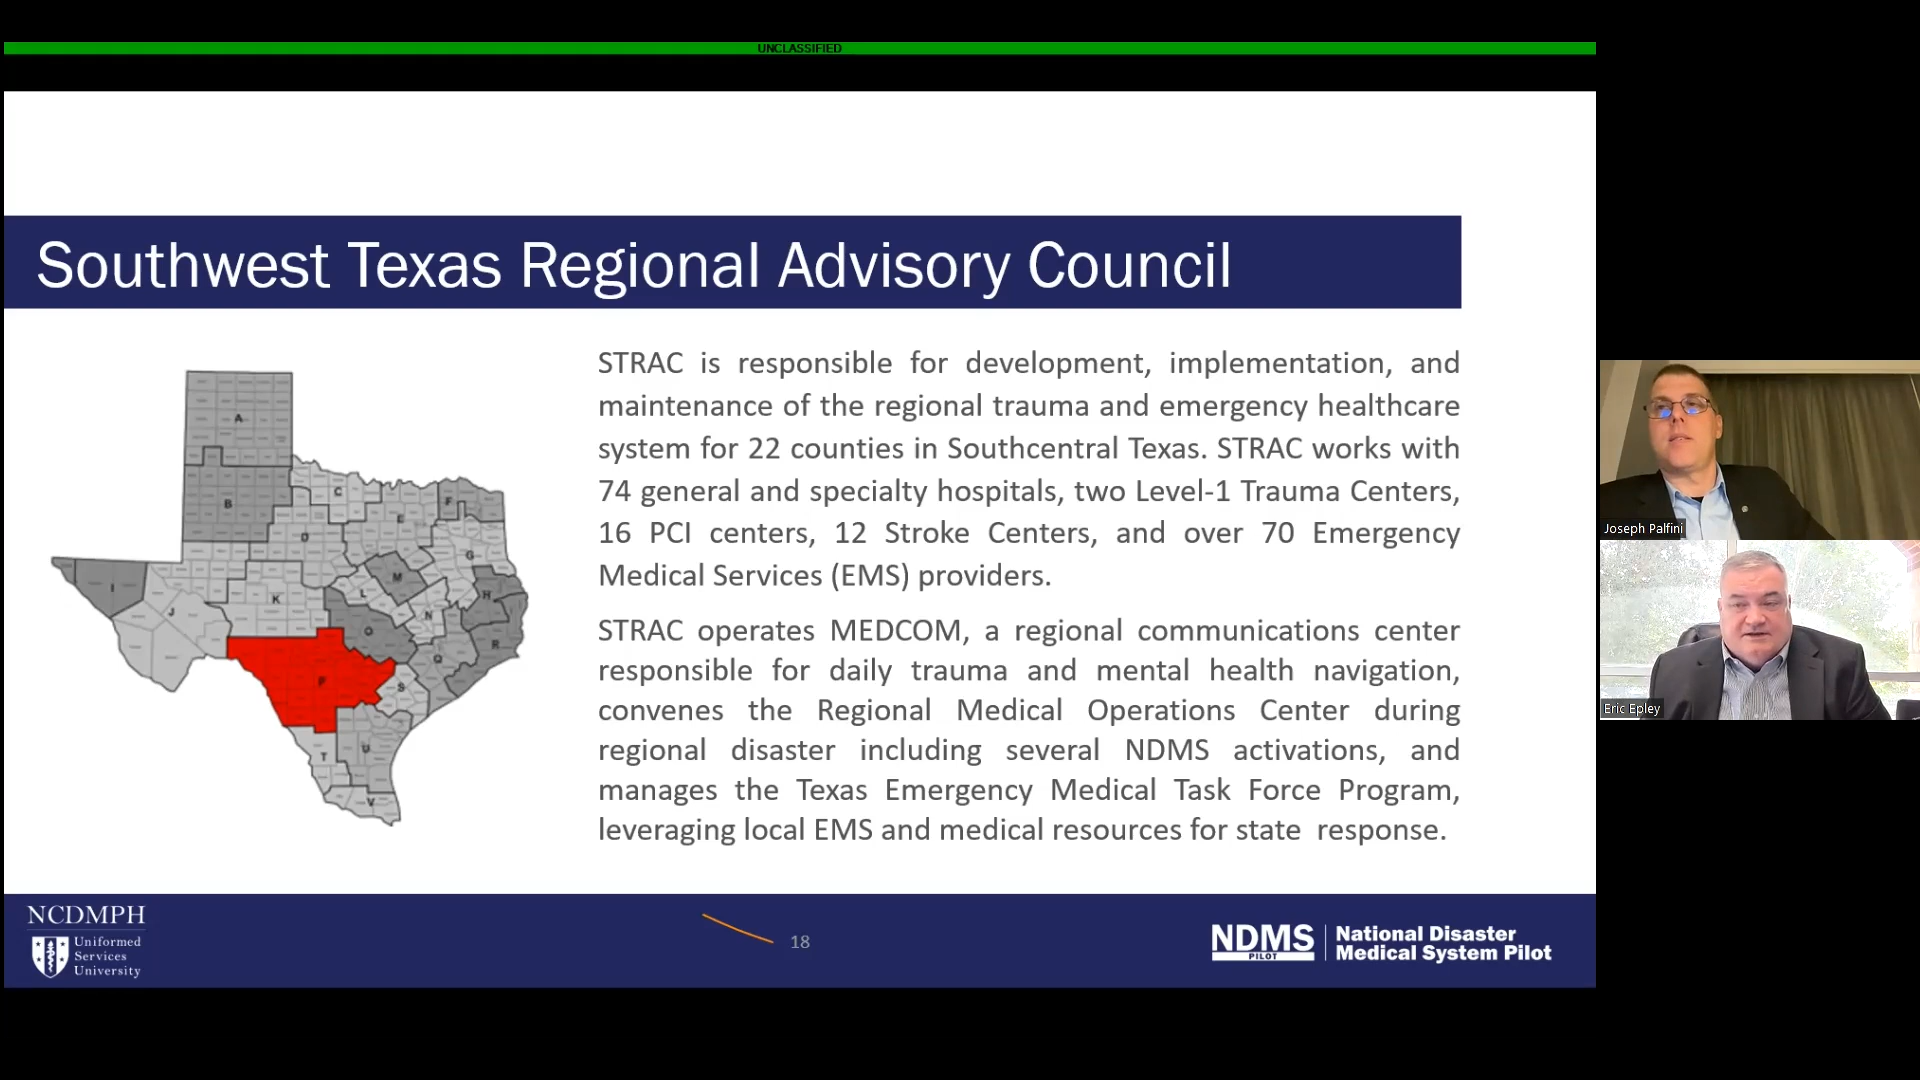 UNCLASSIFIED
Southwest Texas Regional Advisory Council
STRAC is responsible for development, implementation, and
maintenance of the regional trauma and emergency healthcare
system for 22 counties in Southcentral Texas. STRAC works with
74 general and specialty hospitals, two Level-1 Trauma Centers,
16 PCI centers, 12 Stroke Centers, and over 70 Emergency
Medical Services (EMS) providers.
STRAC operates MEDCOM, a regional communications center
responsible for daily trauma and mental health navigation,
convenes the Regional Medical Operations Center during
regional disaster including several NDMS activations, and
manages the Texas Emergency Medical Task Force Program,
leveraging local EMS and medical resources for state response.
A
B
C
D
E
F
G
H
I
J
K
L
M
N
O
P
Q
R
S
T
U
V
NCDMPH
Uniformed
Services
University
18
NDMS
PILOT
National Disaster
Medical System Pilot
Joseph Palfini
Eric Epley